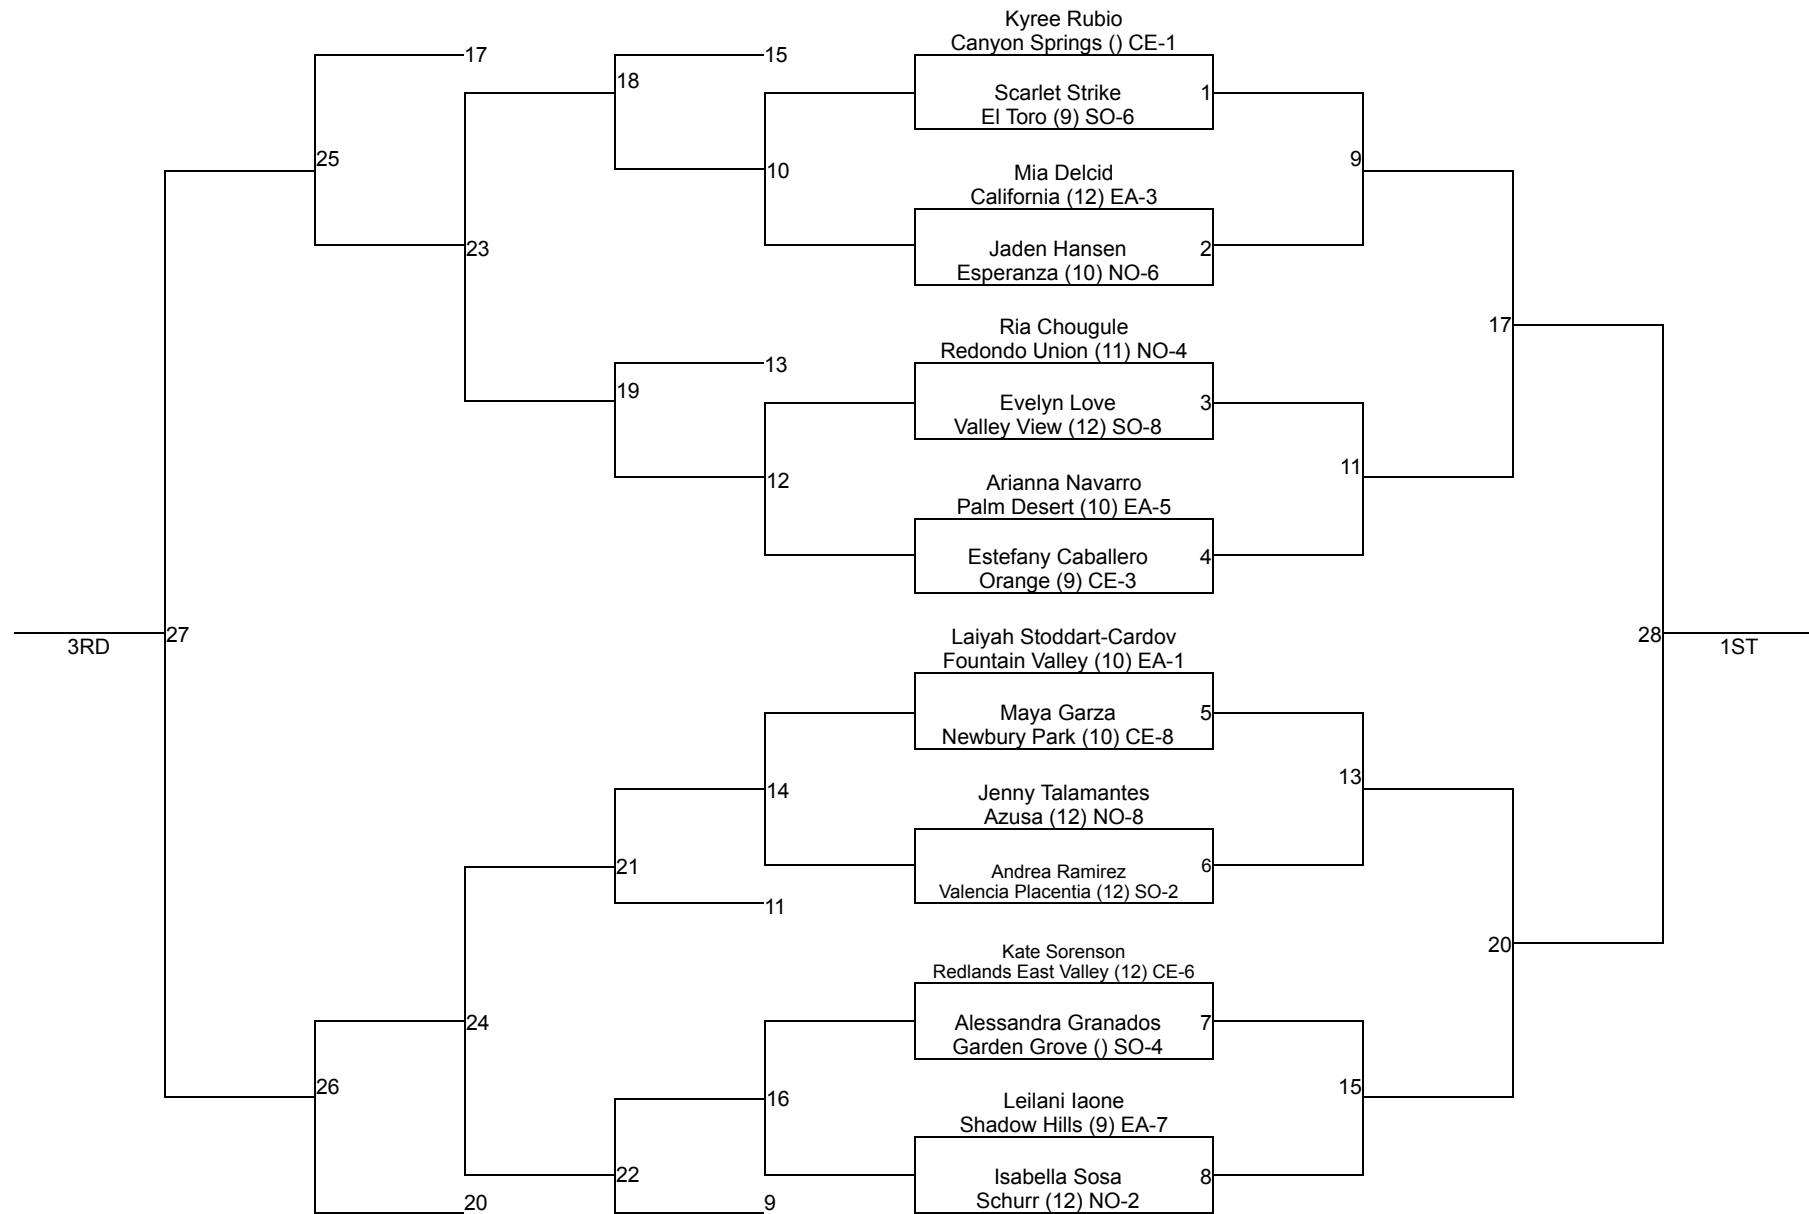 Kyree Rubio
Canyon Springs () CE-1
17
15
18
Scarlet Strike
1
El Toro (9) SO-6
25
9
10
Mia Delcid
California (12) EA-3
23
Jaden Hansen
2
Esperanza (10) NO-6
17
Ria Chougule
Redondo Union (11) NO-4
13
19
Evelyn Love
3
Valley View (12) SO-8
11
12
Arianna Navarro
Palm Desert (10) EA-5
Estefany Caballero
4
Orange (9) CE-3
27
28
3RD
1ST
Laiyah Stoddart-Cardov
Fountain Valley (10) EA-1
Maya Garza
5
Newbury Park (10) CE-8
13
14
Jenny Talamantes
Azusa (12) NO-8
21
Andrea Ramirez
6
Valencia Placentia (12) SO-2
11
20
Kate Sorenson
Redlands East Valley (12) CE-6
24
Alessandra Granados
7
Garden Grove () SO-4
26
15
16
Leilani Iaone
Shadow Hills (9) EA-7
22
Isabella Sosa
8
Schurr (12) NO-2
20
9